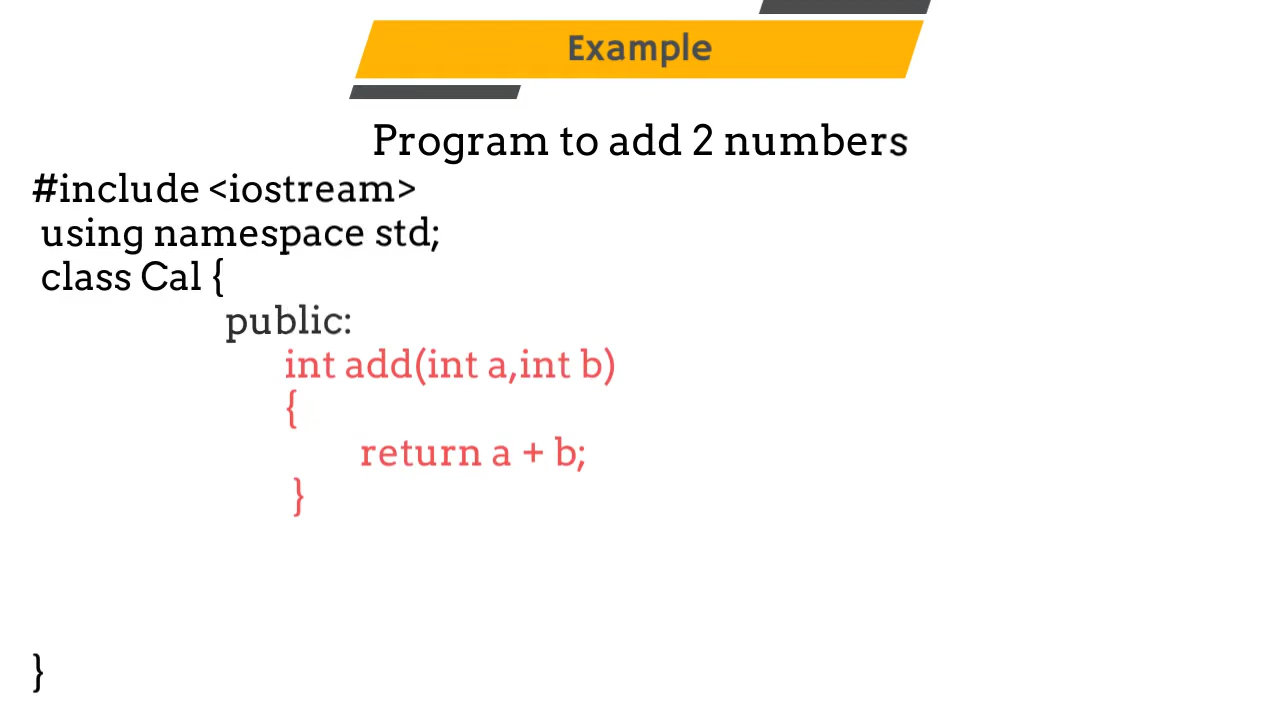 Example
Program to add 2 numbers
#include <iostream>
using namespace std;
class Cal {
public:
int add(int a,int b)
{
return a + b;
}
}